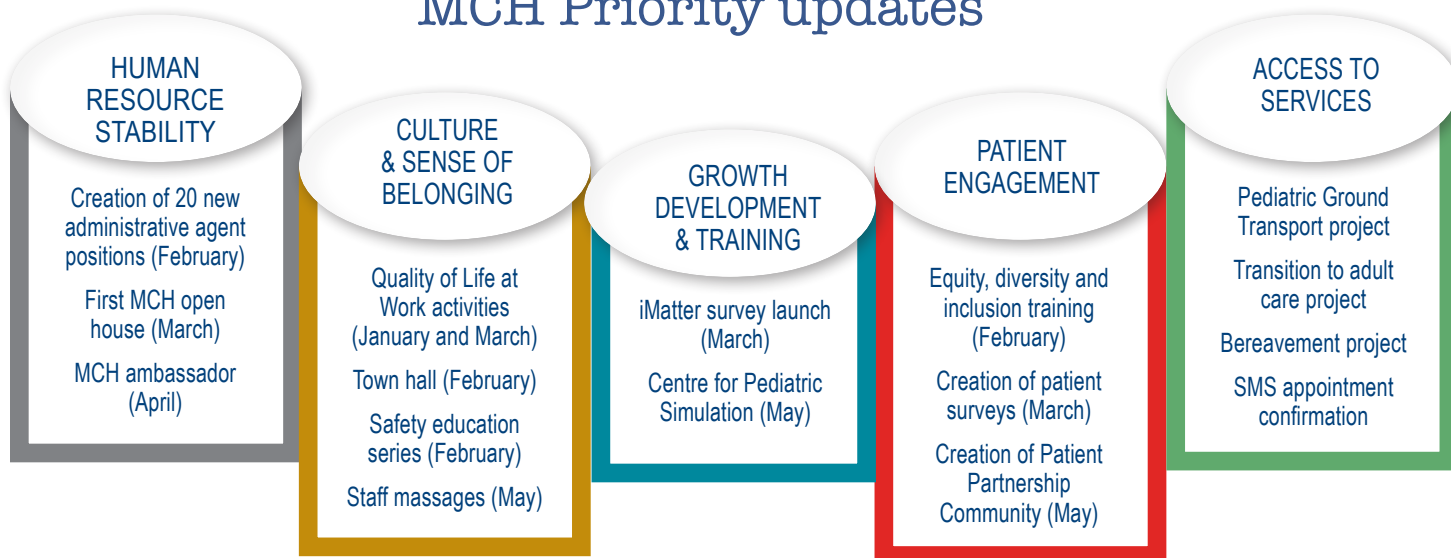 MCH Priority updates
HUMAN
RESOURCE
STABILITY
Creation of 20 new
administrative agent
positions (February)
First MCH open
house (March)
MCH ambassador
(April)
CULTURE
& SENSE OF
BELONGING
Quality of Life at
Work activities
(January and March)
Town hall (February)
Safety education
series (February)
Staff massages (May)
GROWTH
DEVELOPMENT
& TRAINING
iMatter survey launch
(March)
Centre for Pediatric
Simulation (May)
PATIENT
ENGAGEMENT
Equity, diversity and
inclusion training
(February)
Creation of patient
surveys (March)
Creation of Patient
Partnership
Community (May)
ACCESS TO
SERVICES
Pediatric Ground
Transport project
Transition to adult
care project
Bereavement project
SMS appointment
confirmation